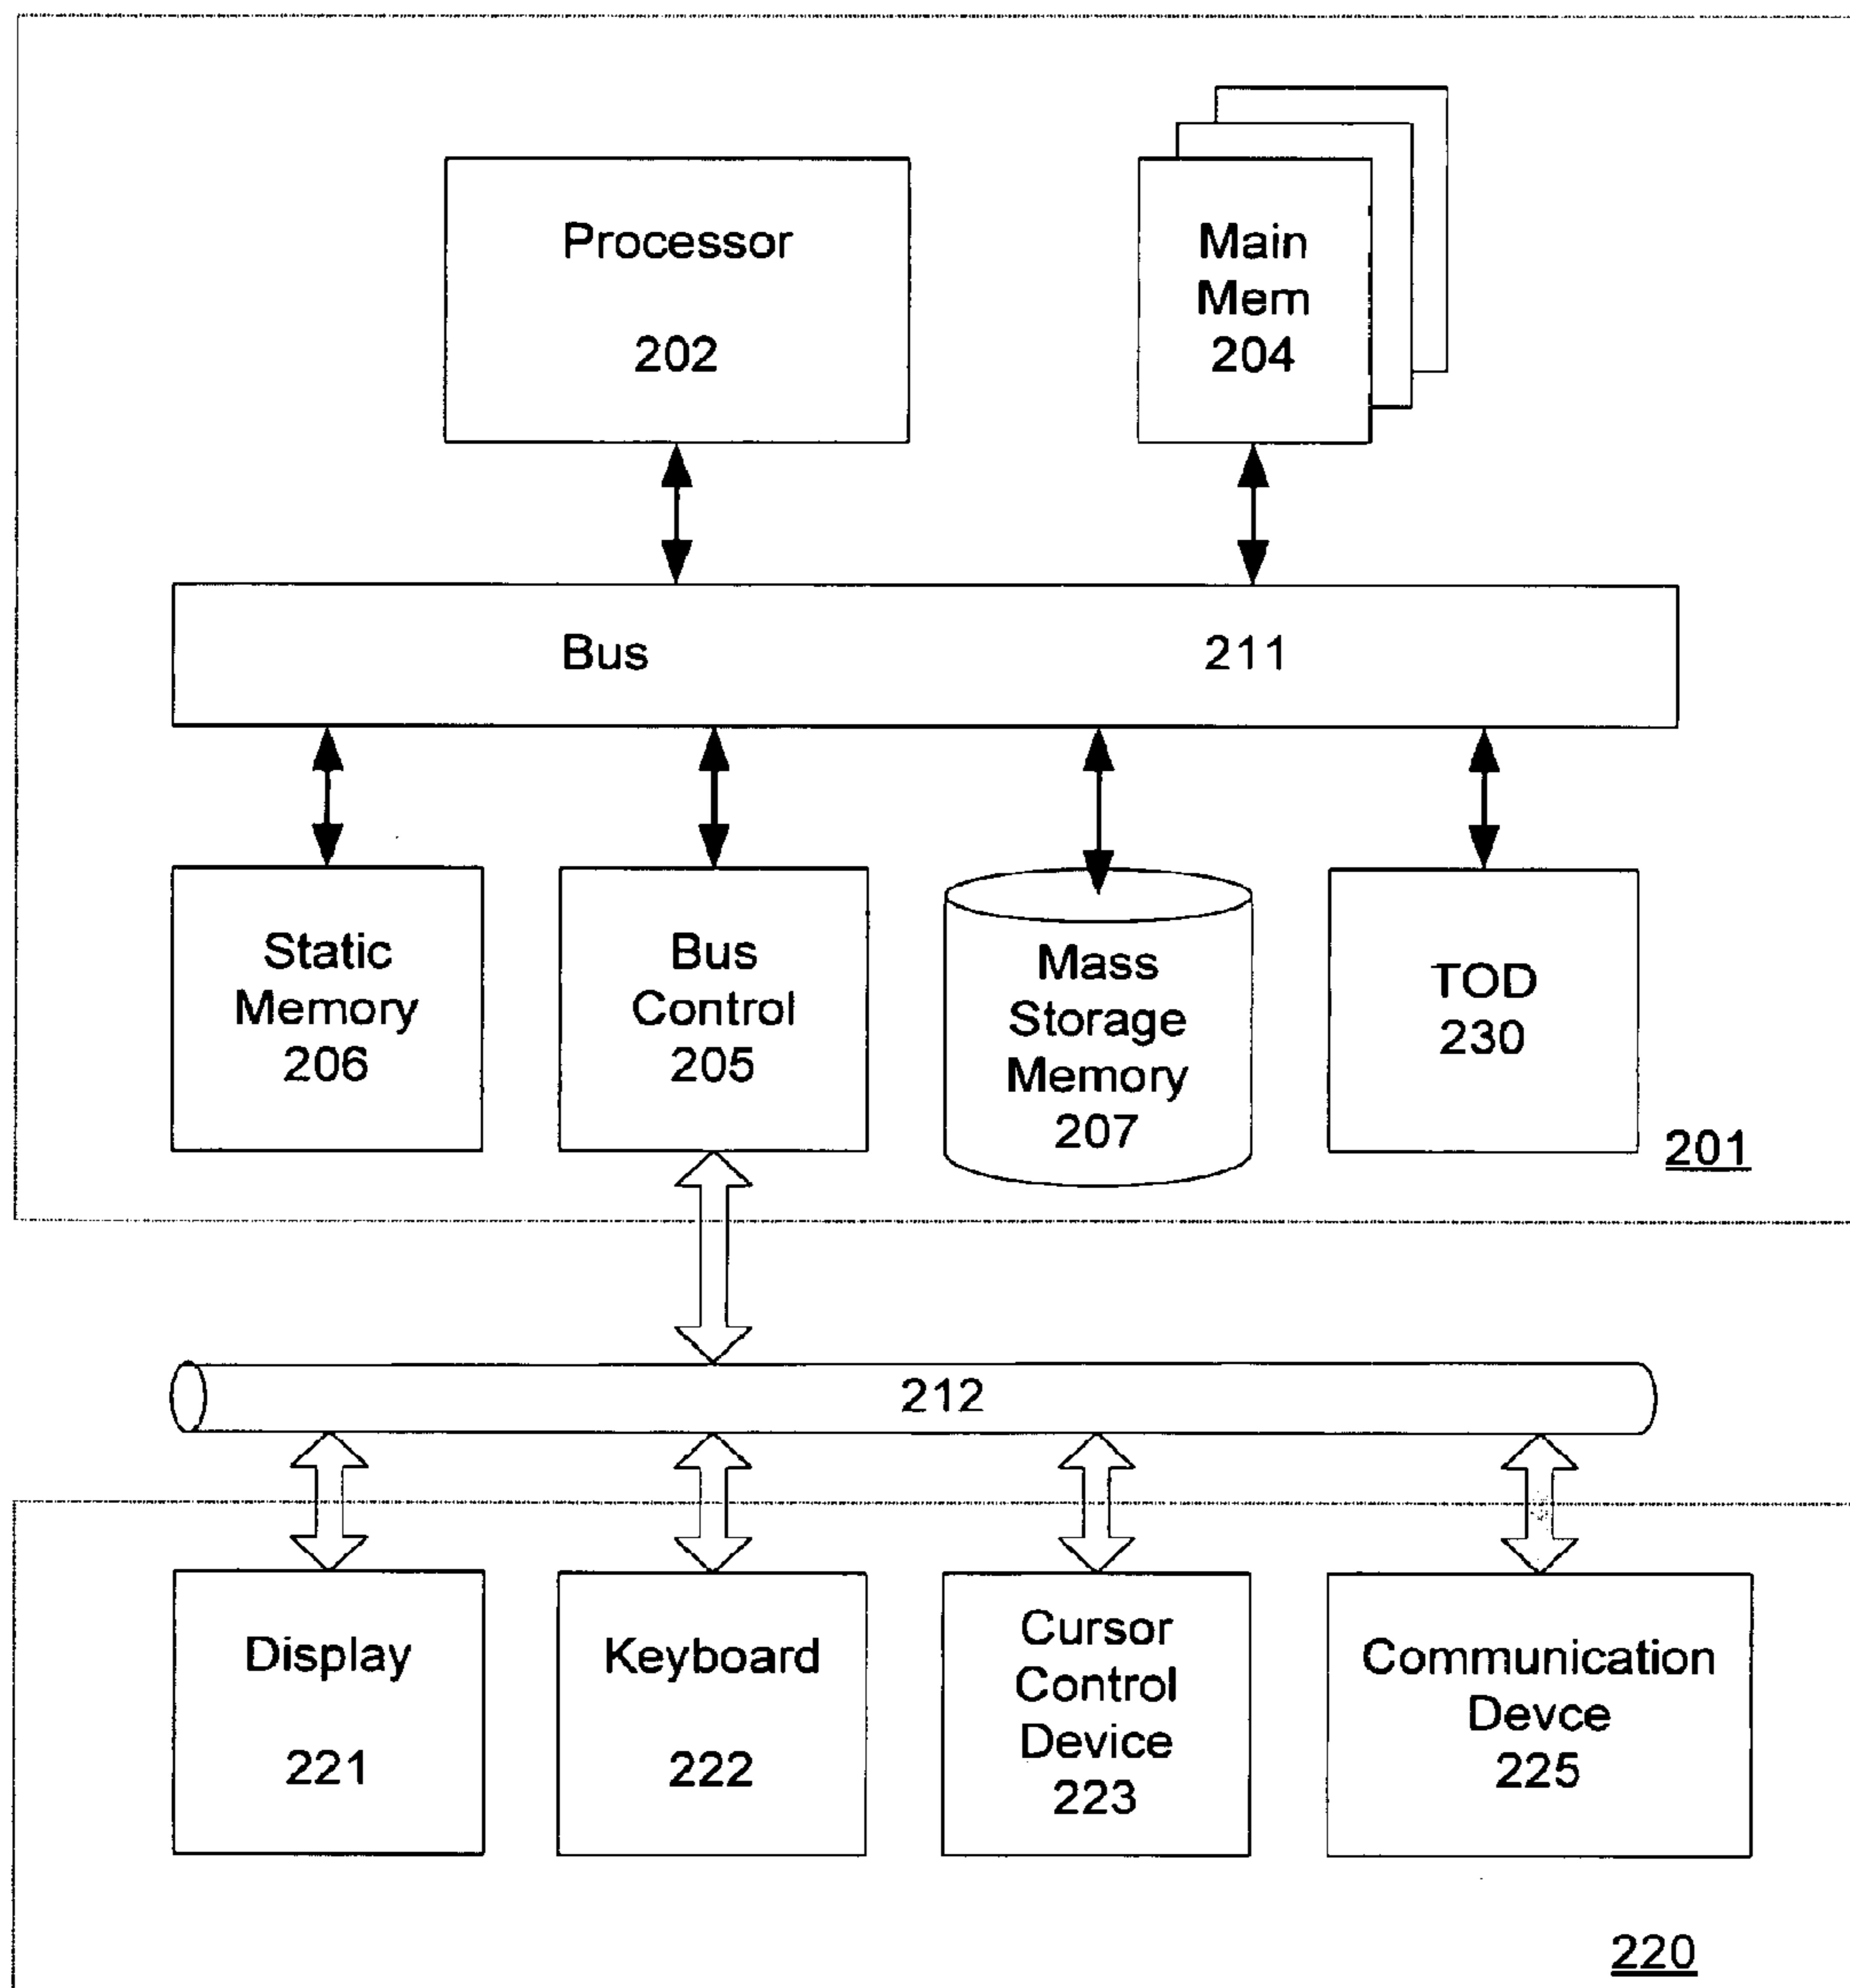 Processor
202
Main
Mem
204
Bus 211
Static
Memory
206
Bus
Control
205
Mass
Storage
Memory
207
TOD
230
201
212
Display
221
Keyboard
222
Cursor
Control
Device
223
Communication
Devce
225
220